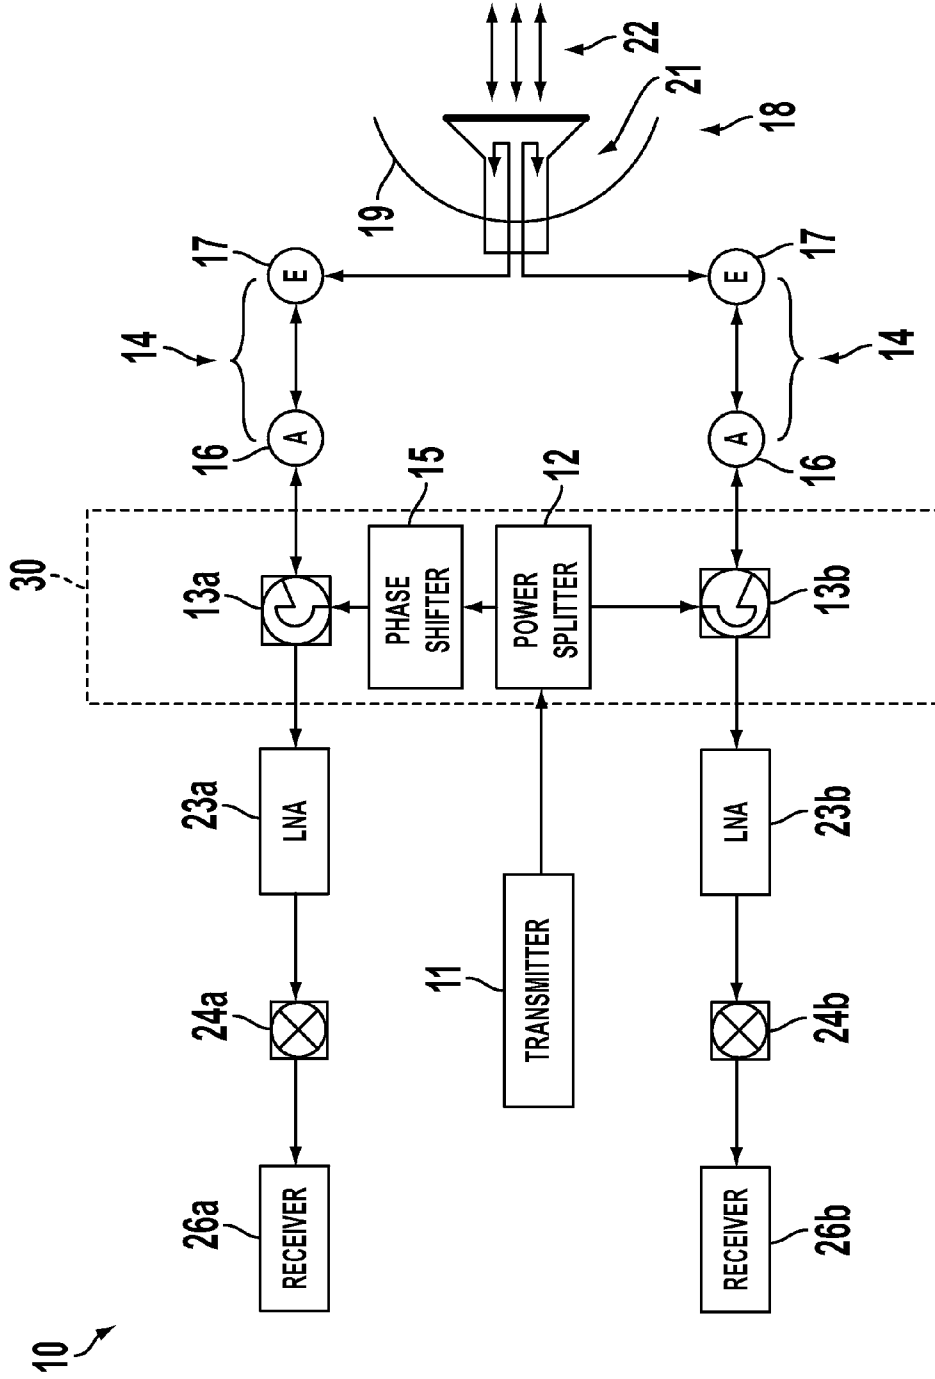 30
10
14
26a
24a
23a
13a
16
17
RECEIVER
LNA
A
E
19
15
PHASE
SHIFTER
11
12
TRANSMITTER
POWER
SPLITTER
22
21
RECEIVER
LNA
A
E
18
26b
24b
23b
13b
16
17
14